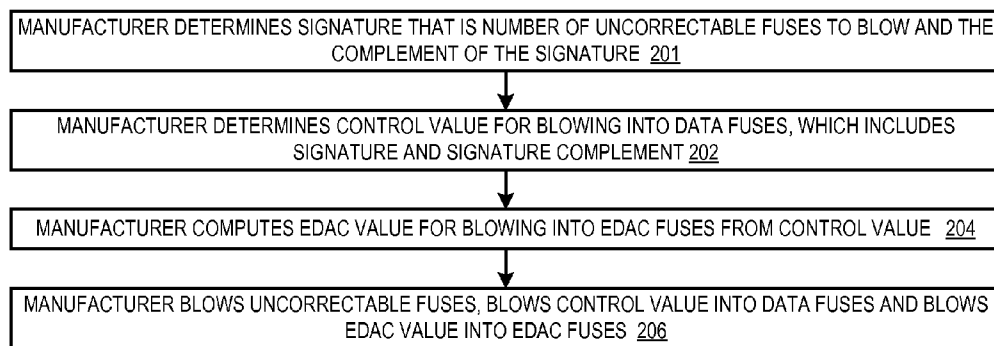 MANUFACTURER DETERMINES SIGNATURE THAT IS NUMBER OF UNCORRECTABLE FUSES TO BLOW AND THE
COMPLEMENT OF THE SIGNATURE 201
MANUFACTURER DETERMINES CONTROL VALUE FOR BLOWING INTO DATA FUSES, WHICH INCLUDES
SIGNATURE AND SIGNATURE COMPLEMENT 202
MANUFACTURER COMPUTES EDAC VALUE FOR BLOWING INTO EDAC FUSES FROM CONTROL VALUE 204
MANUFACTURER BLOWS UNCORRECTABLE FUSES, BLOWS CONTROL VALUE INTO DATA FUSES AND BLOWS
EDAC VALUE INTO EDAC FUSES 206